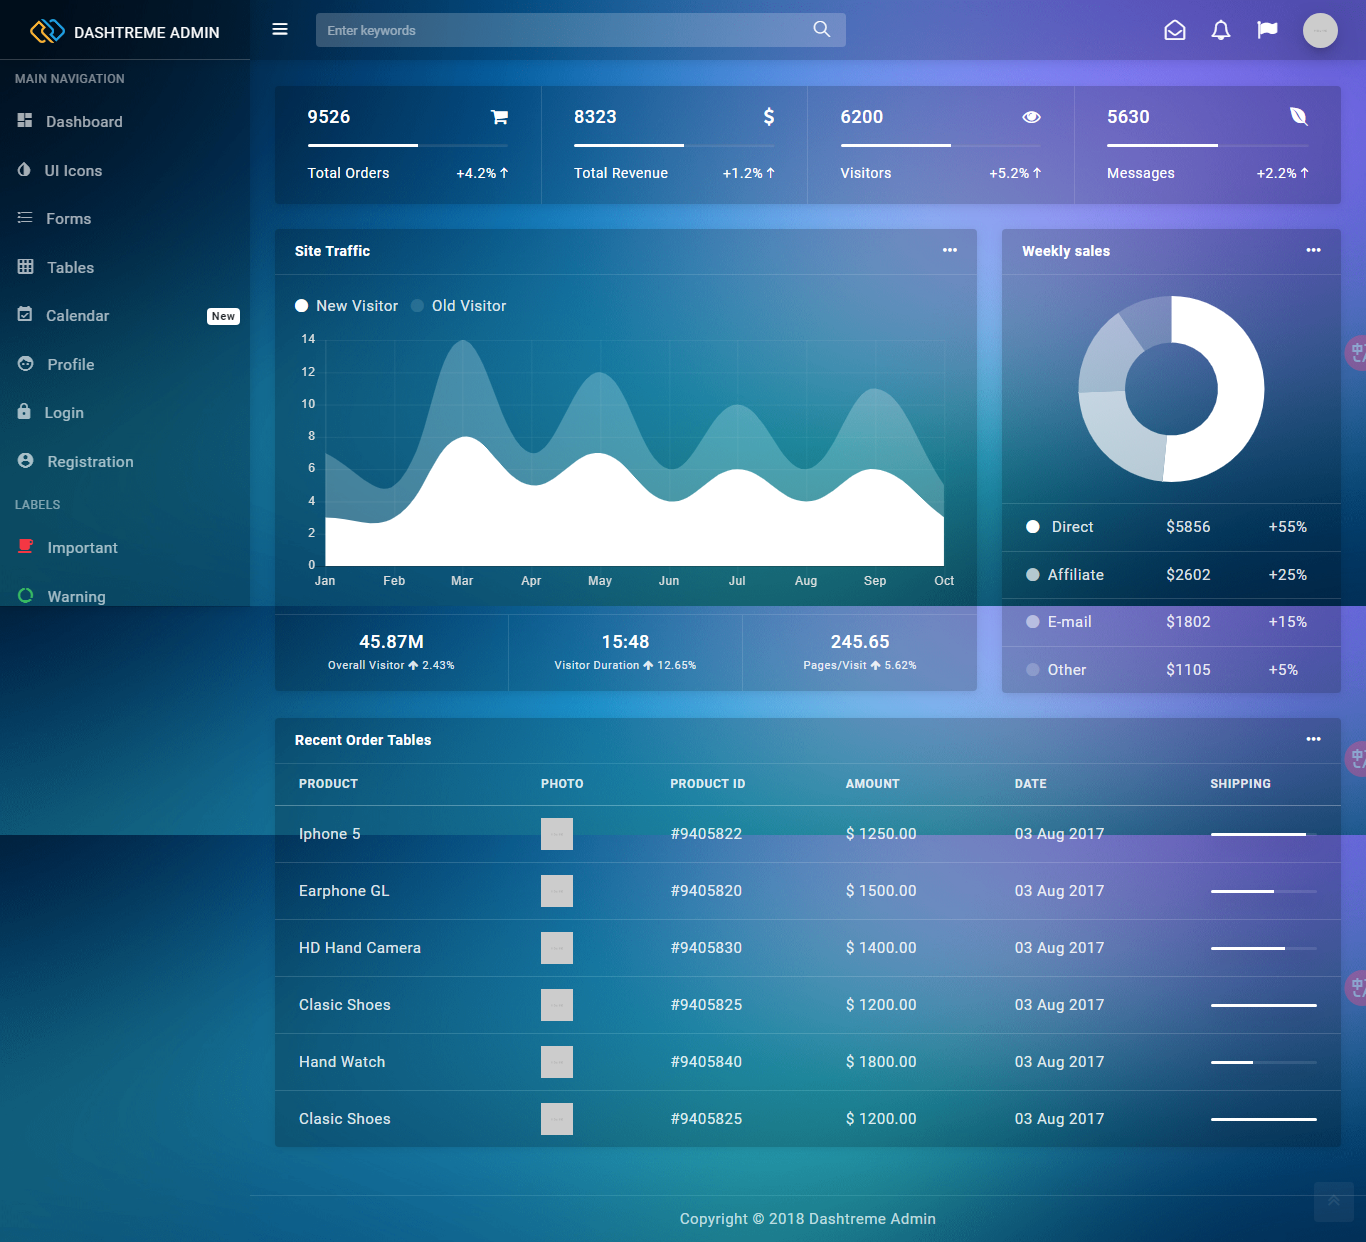 DASHTREME ADMIN
Enter keywords
MAIN NAVIGATION
Dashboard
UI Icons
Forms
Tables
Calendar New
Profile
Login
Registration
LABELS
Important
Warning
9526
Total Orders +4.2%
8323
Total Revenue +1.2%
6200
Visitors +5.2%
5630
Messages +2.2%
Site Traffic
New Visitor Old Visitor
14
12
10
8
6
4
2
0
Jan Feb Mar Apr May Jun Jul Aug Sep Oct
45.87M
Overall Visitor 2.43%
15:48
Visitor Duration 12.65%
245.65
Pages/Visit 5.62%
Weekly sales
Direct $5856 +55%
Affiliate $2602 +25%
E-mail $1802 +15%
Other $1105 +5%
Recent Order Tables
PRODUCT PHOTO PRODUCT ID AMOUNT DATE SHIPPING
Iphone 5 #9405822 $ 1250.00 03 Aug 2017
Earphone GL #9405820 $ 1500.00 03 Aug 2017
HD Hand Camera #9405830 $ 1400.00 03 Aug 2017
Clasic Shoes #9405825 $ 1200.00 03 Aug 2017
Hand Watch #9405840 $ 1800.00 03 Aug 2017
Clasic Shoes #9405825 $ 1200.00 03 Aug 2017
Copyright © 2018 Dashtreme Admin